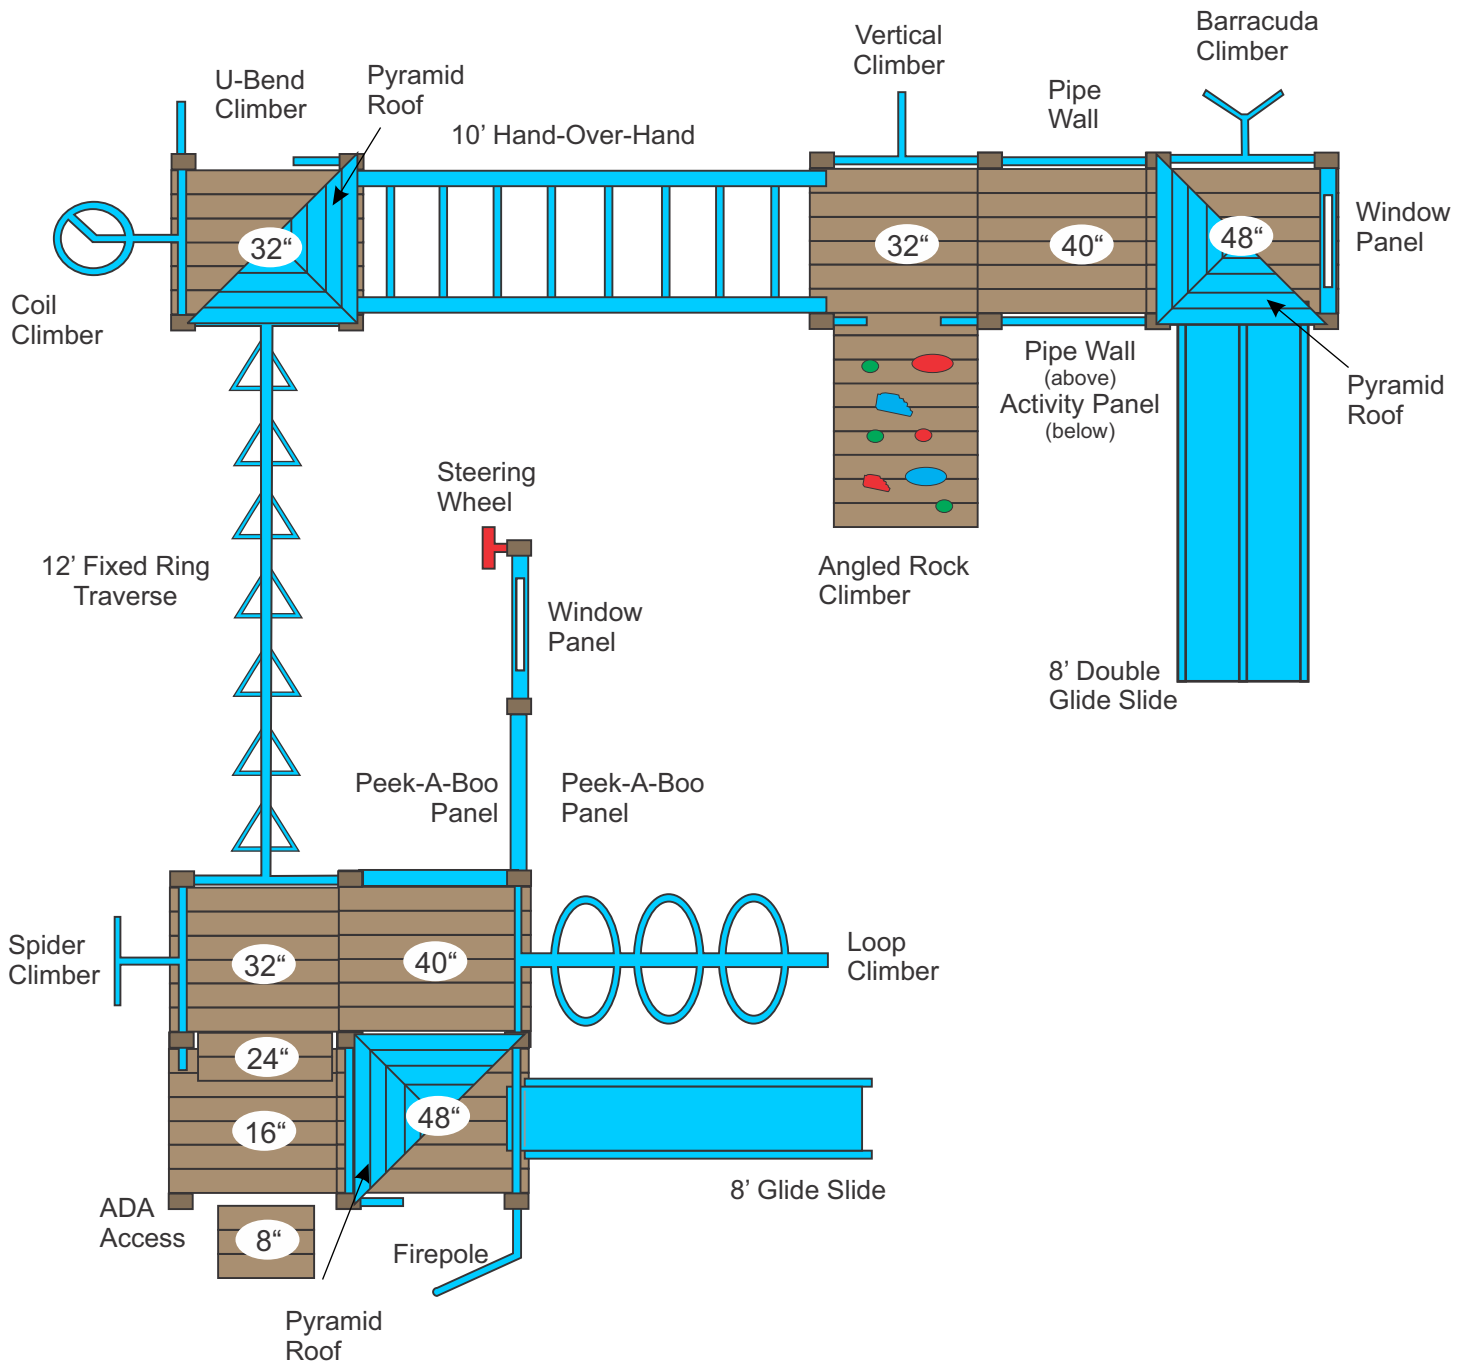 Barracuda
Climber
Vertical
Climber
U-Bend
Climber
Pyramid
Roof
Pipe
Wall
10’ Hand-Over-Hand
Window
Panel
32“
32“
40“
48“
Coil
Climber
Pipe Wall
(above)
Activity Panel
(below)
Pyramid
Roof
Steering
Wheel
12’ Fixed Ring
Traverse
Angled Rock
Climber
Window
Panel
8’ Double
Glide Slide
Peek-A-Boo
Panel
Peek-A-Boo
Panel
Spider
Climber
32“
40“
Loop
Climber
24“
16“
48“
8’ Glide Slide
ADA
Access
8“
Firepole
Pyramid
Roof